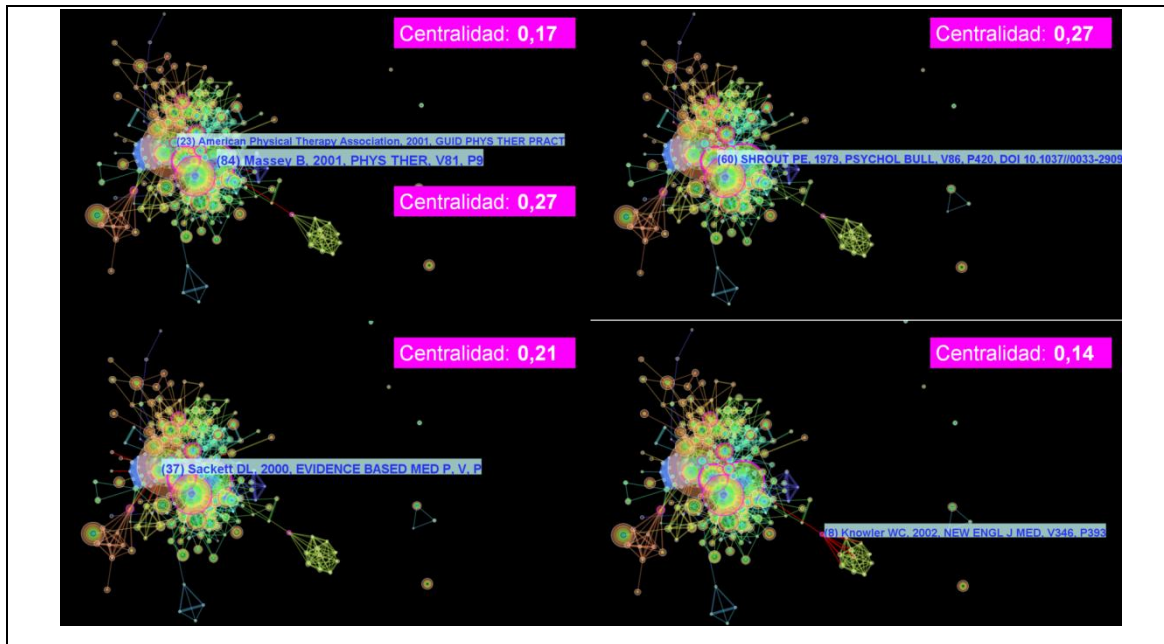 Centralidad: 0,17
(23) American Physical Therapy Association, 2001, GUID PHYS THER PRACT
(84) Massey B, 2001, PHYS THER, V81, P9
Centralidad: 0,27
Centralidad: 0,27
(60) SHROUT PE, 1979, PSYCHOL BULL, V86, P420, DOI 10.1037//0033-2909
Centralidad: 0,21
(37) Sackett DL, 2000, EVIDENCE BASED MED P, V, P
Centralidad: 0,14
(8) Knowler WC, 2002, NEW ENGL J MED, V346, P393